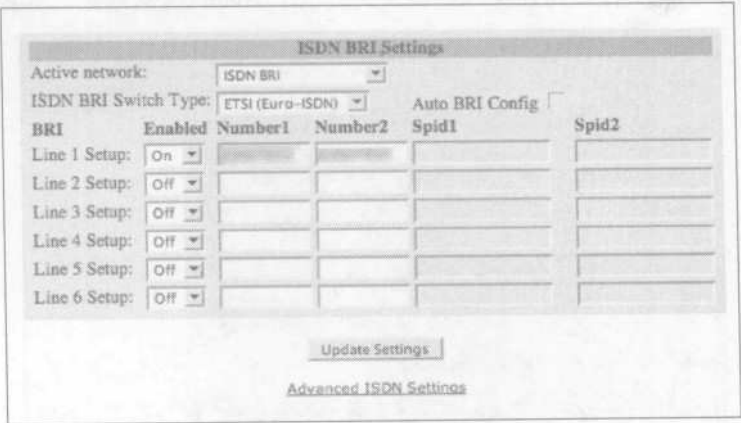 ISDN BRI Settings
Active network: ISDN BRI
ISDN BRI Switch Type: ETSI (Euro-ISDN) Auto BRI Config
BRI Enabled Number1 Number2 Spid1 Spid2
Line 1 Setup: On
Line 2 Setup: Off
Line 3 Setup: Off
Line 4 Setup: Off
Line 5 Setup: Off
Line 6 Setup: Off
Update Settings
Advanced ISDN Settings